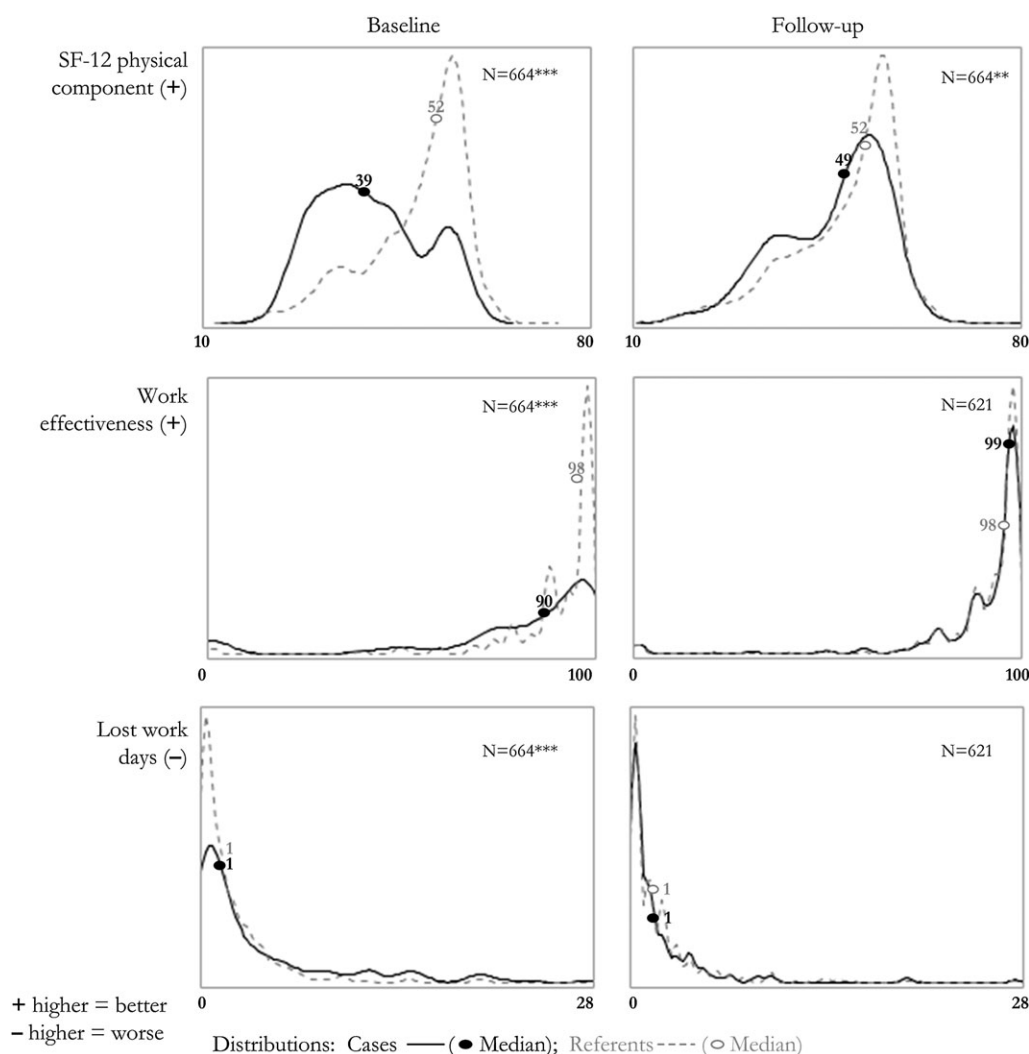 Baseline
Follow-up
SF-12 physical
component (+)
N=664***
52
39
10
80
N=664**
52
49
10
80
Work
effectiveness (+)
N=664***
98
90
0
100
N=621
99
98
0
100
Lost work
days (–)
N=664***
1
1
0
28
N=621
1
1
0
28
+ higher = better
– higher = worse
Distributions: Cases —— (● Median); Referents ----- (○ Median)